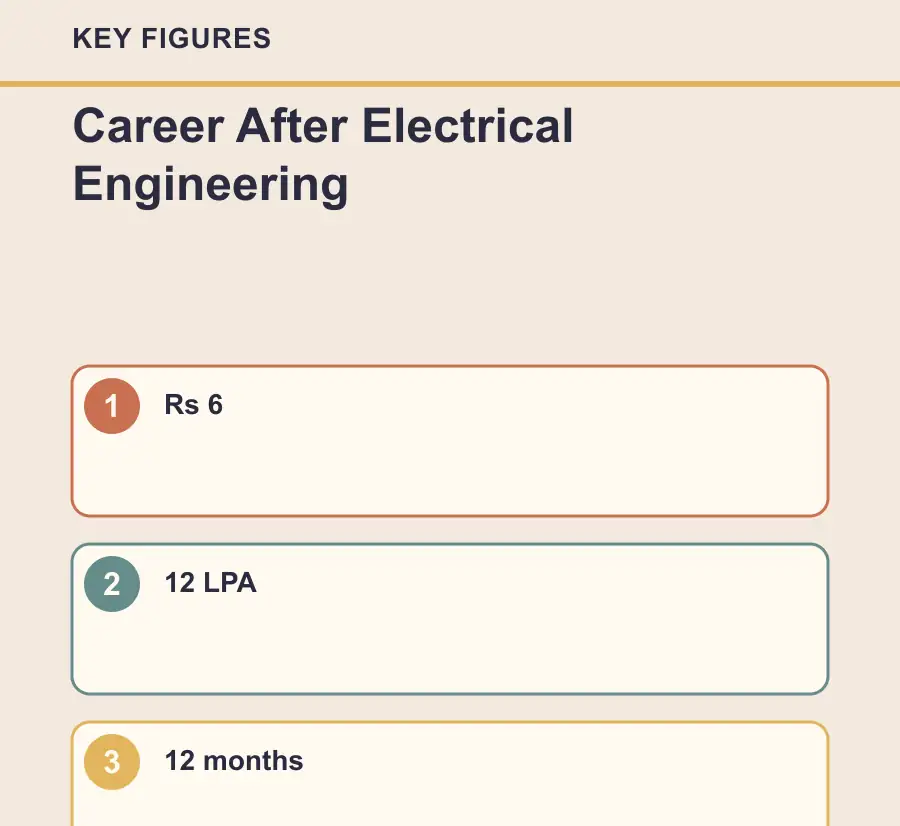 KEY FIGURES
Career After Electrical
Engineering
1 Rs 6
2 12 LPA
3 12 months